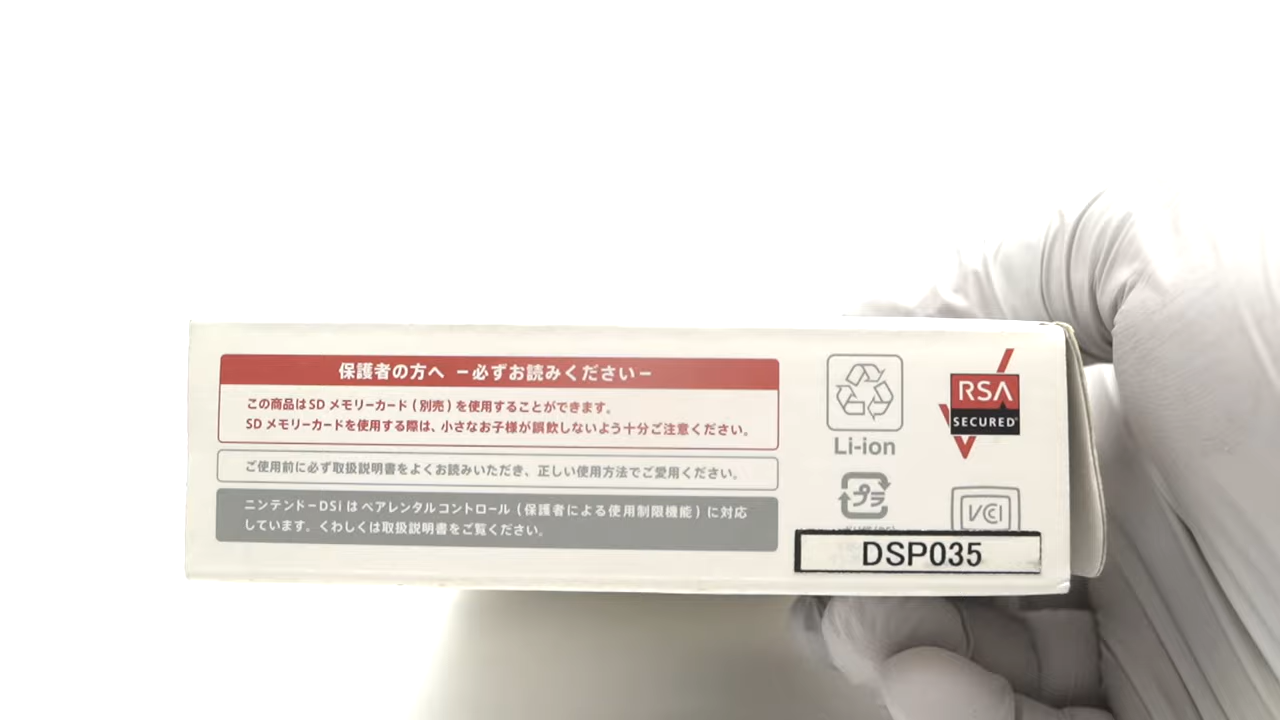 保護者の方へ －必ずお読みください－
この商品はSDメモリーカード(別売)を使用することができます。
SDメモリーカードを使用する際は、小さなお子様が誤飲しないよう十分ご注意ください。
ご使用前に必ず取扱説明書をよくお読みいただき、正しい使用方法でご愛用ください。
ニンテンドーDSiはペアレンタルコントロール(保護者による使用制限機能)に対応
しています。くわしくは取扱説明書をご覧ください。
Li-ion
プラ
RSA
SECURED
VCCI
DSP035